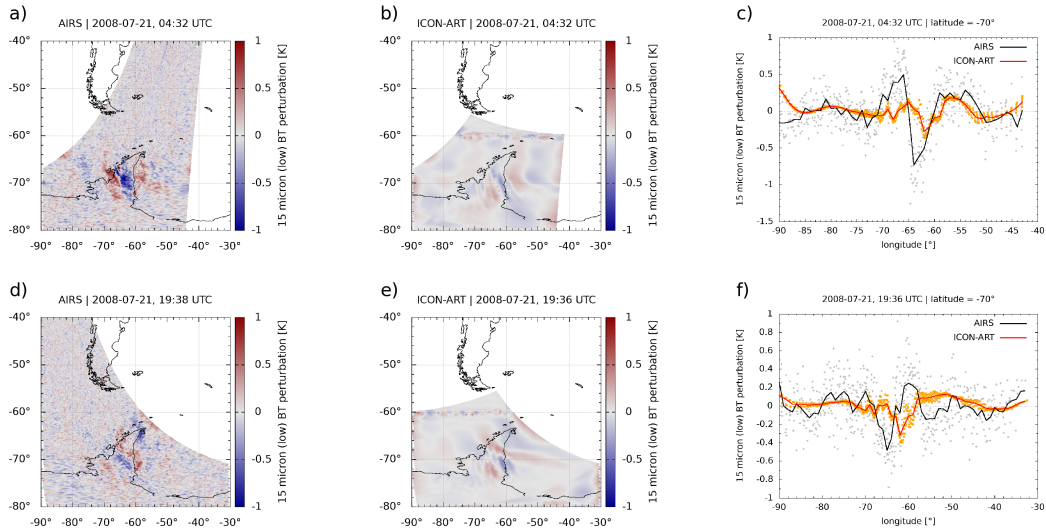 a)
AIRS | 2008-07-21, 04:32 UTC
-40°
-50°
-60°
-70°
-80°
-90° -80° -70° -60° -50° -40° -30°
1
0.5
0
-0.5
-1
15 micron (low) BT perturbation [K]
b)
ICON-ART | 2008-07-21, 04:32 UTC
-40°
-50°
-60°
-70°
-80°
-90° -80° -70° -60° -50° -40° -30°
1
0.5
0
-0.5
-1
15 micron (low) BT perturbation [K]
c)
2008-07-21, 04:32 UTC | latitude = -70°
AIRS
ICON-ART
15 micron (low) BT perturbation [K]
1
0.5
0
-0.5
-1
-1.5
-90 -85 -80 -75 -70 -65 -60 -55 -50 -45 -40
longitude [°]
d)
AIRS | 2008-07-21, 19:38 UTC
-40°
-50°
-60°
-70°
-80°
-90° -80° -70° -60° -50° -40° -30°
1
0.5
0
-0.5
-1
15 micron (low) BT perturbation [K]
e)
ICON-ART | 2008-07-21, 19:36 UTC
-40°
-50°
-60°
-70°
-80°
-90° -80° -70° -60° -50° -40° -30°
1
0.5
0
-0.5
-1
15 micron (low) BT perturbation [K]
f)
2008-07-21, 19:36 UTC | latitude = -70°
AIRS
ICON-ART
15 micron (low) BT perturbation [K]
1
0.8
0.6
0.4
0.2
0
-0.2
-0.4
-0.6
-0.8
-1
-90 -80 -70 -60 -50 -40 -30
longitude [°]